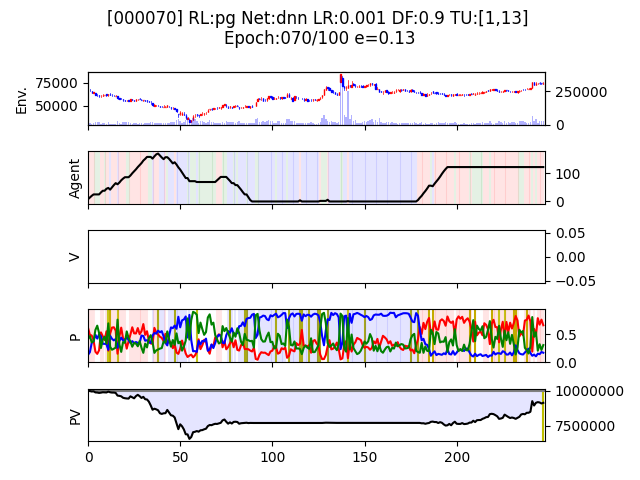 [000070] RL:pg Net:dnn LR:0.001 DF:0.9 TU:[1,13]
Epoch:070/100 e=0.13
Env.
75000
50000
250000
0
Agent
100
0
V
0.05
0.00
−0.05
P
0.5
0.0
PV
10000000
7500000
0
50
100
150
200